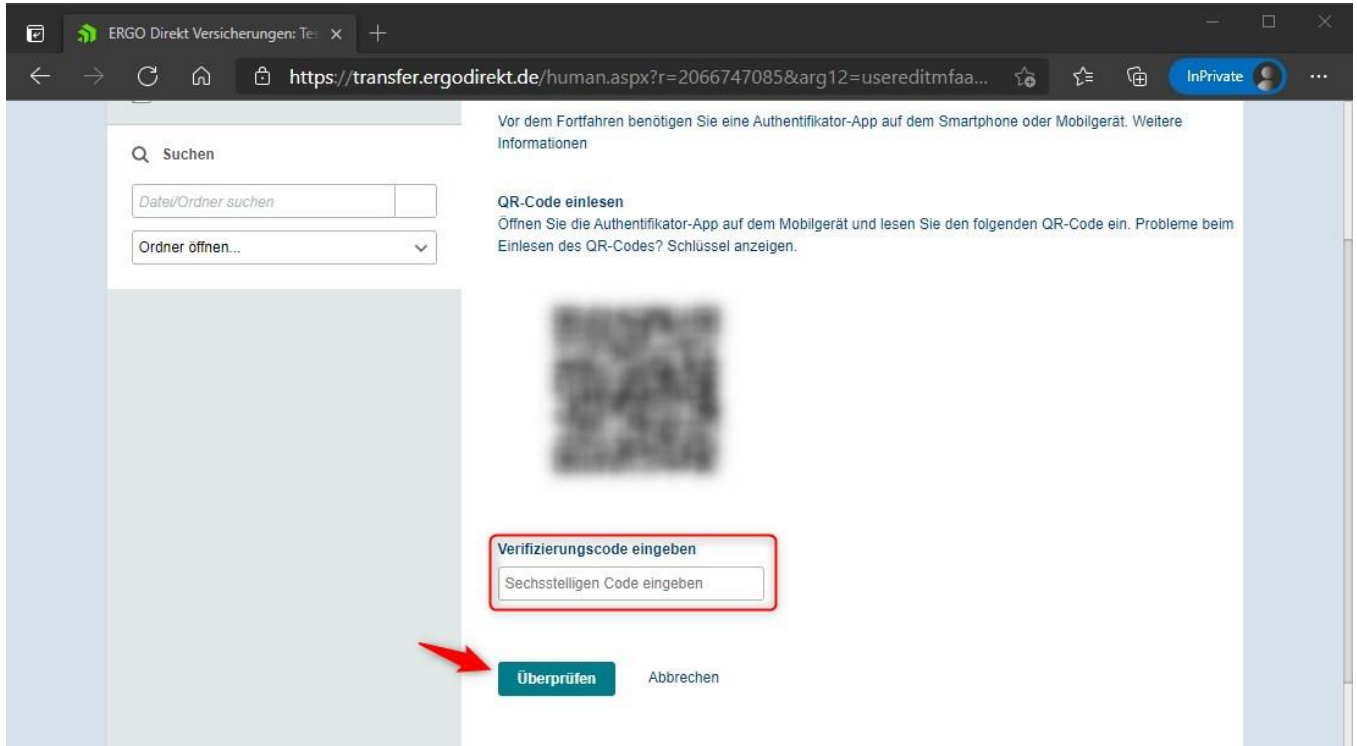 ERGO Direkt Versicherungen: Te
https://transfer.ergodirekt.de/human.aspx?r=2066747085&arg12=usereditmfaa...
InPrivate
Vor dem Fortfahren benötigen Sie eine Authentifikator-App auf dem Smartphone oder Mobilgerät. Weitere
Informationen
Suchen
Datei/Ordner suchen
Ordner öffnen...
QR-Code einlesen
Öffnen Sie die Authentifikator-App auf dem Mobilgerät und lesen Sie den folgenden QR-Code ein. Probleme beim
Einlesen des QR-Codes? Schlüssel anzeigen.
Verifizierungscode eingeben
Sechsstelligen Code eingeben
Überprüfen
Abbrechen